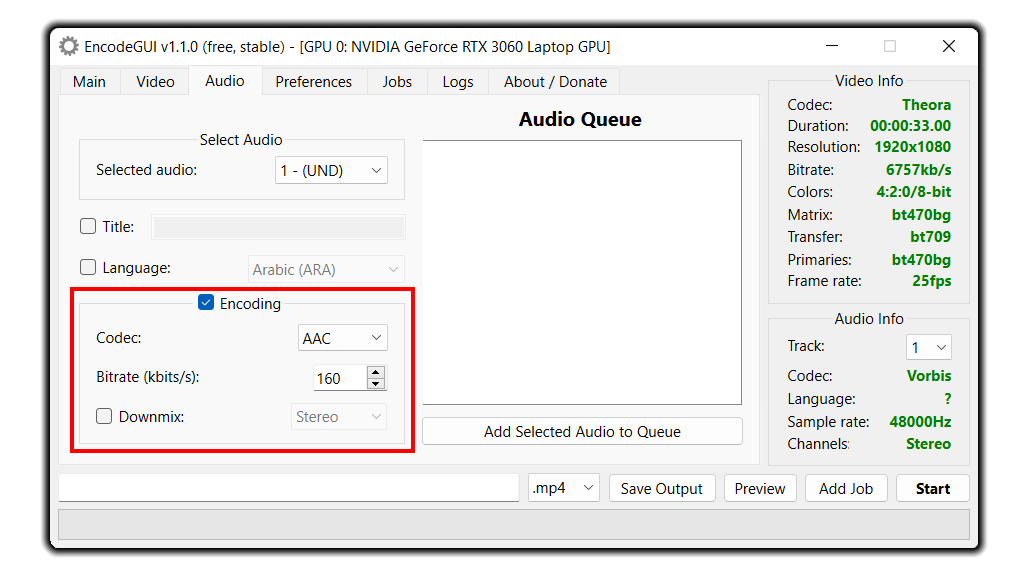 EncodeGUI v1.1.0 (free, stable) - [GPU 0: NVIDIA GeForce RTX 3060 Laptop GPU]
Main Video Audio Preferences Jobs Logs About / Donate
Select Audio
Selected audio: 1 - (UND)
Title:
Language: Arabic (ARA)
Encoding
Codec: AAC
Bitrate (kbits/s): 160
Downmix: Stereo
Audio Queue
Add Selected Audio to Queue
Video Info
Codec: Theora
Duration: 00:00:33.00
Resolution: 1920x1080
Bitrate: 6757kb/s
Colors: 4:2:0/8-bit
Matrix: bt470bg
Transfer: bt709
Primaries: bt470bg
Frame rate: 25fps
Audio Info
Track: 1
Codec: Vorbis
Language: ?
Sample rate: 48000Hz
Channels: Stereo
.mp4 Save Output Preview Add Job Start